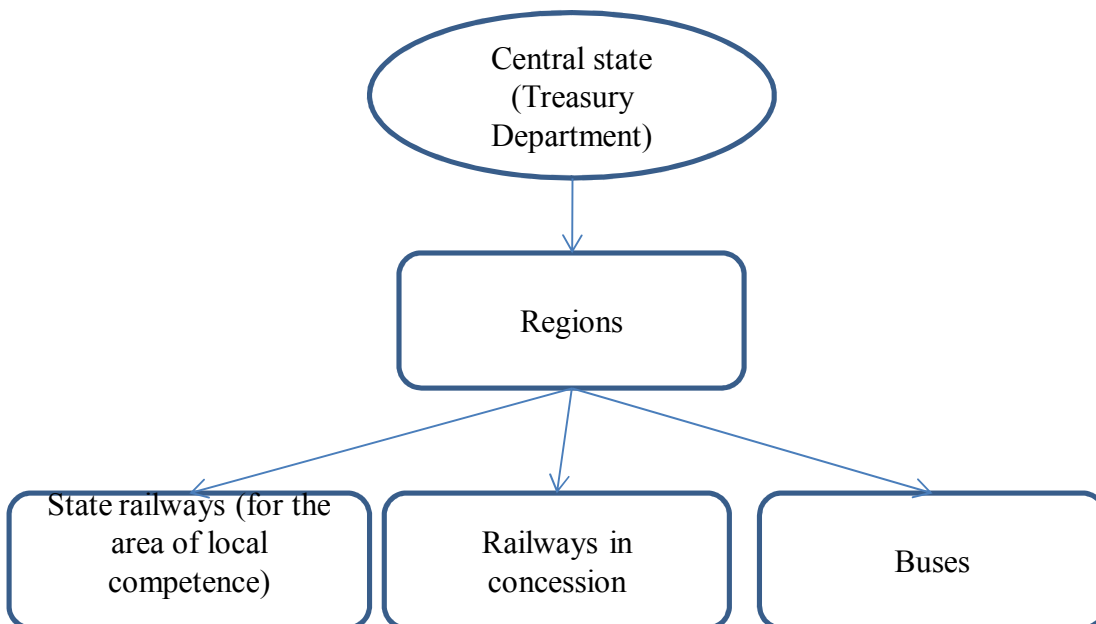 Central state
(Treasury
Department)
Regions
State railways (for the
area of local
competence)
Railways in
concession
Buses